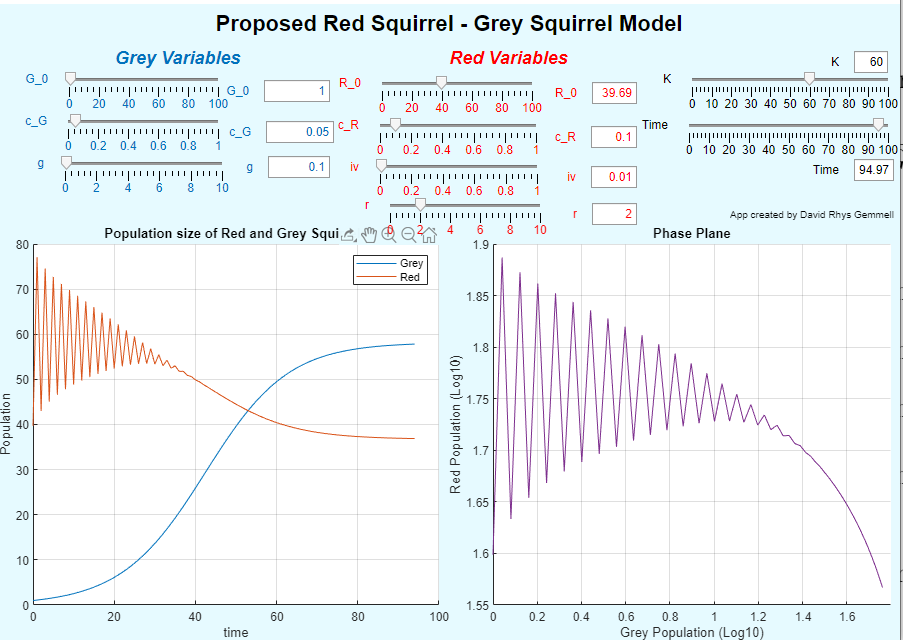 Proposed Red Squirrel - Grey Squirrel Model
Grey Variables
G_0
0 20 40 60 80 100
G_0 1
c_G
0 0.2 0.4 0.6 0.8 1
c_G 0.05
g
0 2 4 6 8 10
g 0.1
Red Variables
R_0
0 20 40 60 80 100
R_0 39.69
c_R
0 0.2 0.4 0.6 0.8 1
c_R 0.1
iv
0 0.2 0.4 0.6 0.8 1
iv 0.01
r
0 2 4 6 8 10
r 2
K 60
K
0 10 20 30 40 50 60 70 80 90 100
Time
0 10 20 30 40 50 60 70 80 90 100
Time 94.97
App created by David Rhys Gemmell
Population size of Red and Grey Squi
Grey
Red
Population
80
70
60
50
40
30
20
10
0
0 20 40 60 80 100
time
Phase Plane
Red Population (Log10)
1.9
1.85
1.8
1.75
1.7
1.65
1.6
1.55
0 0.2 0.4 0.6 0.8 1 1.2 1.4 1.6
Grey Population (Log10)